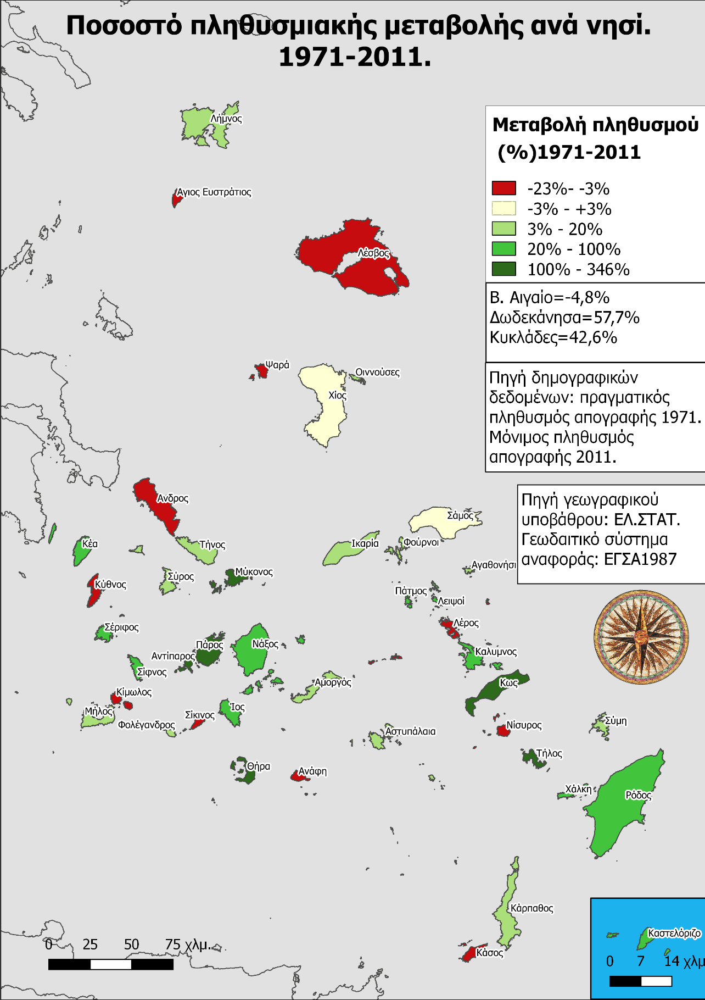 Ποσοστό πληθυσμιακής μεταβολής ανά νησί.
1971-2011.
Λήμνος
Αγιος Ευστράτιος
Λέσβος
Μεταβολή πληθυσμού
(%)1971-2011
-23%- -3%
-3% - +3%
3% - 20%
20% - 100%
100% - 346%
Β. Αιγαίο=-4,8%
Δωδεκάνησα=57,7%
Κυκλάδες=42,6%
Πηγή δημογραφικών
δεδομένων: πραγματικός
πληθυσμός απογραφής 1971.
Μόνιμος πληθυσμός
απογραφής 2011.
Πηγή γεωγραφικού
υποβάθρου: ΕΛ.ΣΤΑΤ.
Γεωδαιτικό σύστημα
αναφοράς: ΕΓΣΑ1987
Ψαρά
Οιννούσες
Χίος
Ανδρος
Σάμος
Κέα
Τήνος
Ικαρία
Φούρνοι
Αγαθονήσι
Σύρος
Μύκονος
Κύθνος
Πάτμος
Λειψοί
Σέριφος
Λέρος
Πάρος
Νάξος
Αντίπαρος
Καλυμνος
Σίφνος
Αμοργός
Κως
Κίμωλος
Μήλος
Σίκινος
Ίος
Φολέγανδρος
Αστυπάλαια
Νίσυρος
Σύμη
Τήλος
Θήρα
Ανάφη
Χάλκη
Ρόδος
Κάρπαθος
Κάσος
0 25 50 75 χλμ.
Καστελόριζο
0 7 14 χλμ